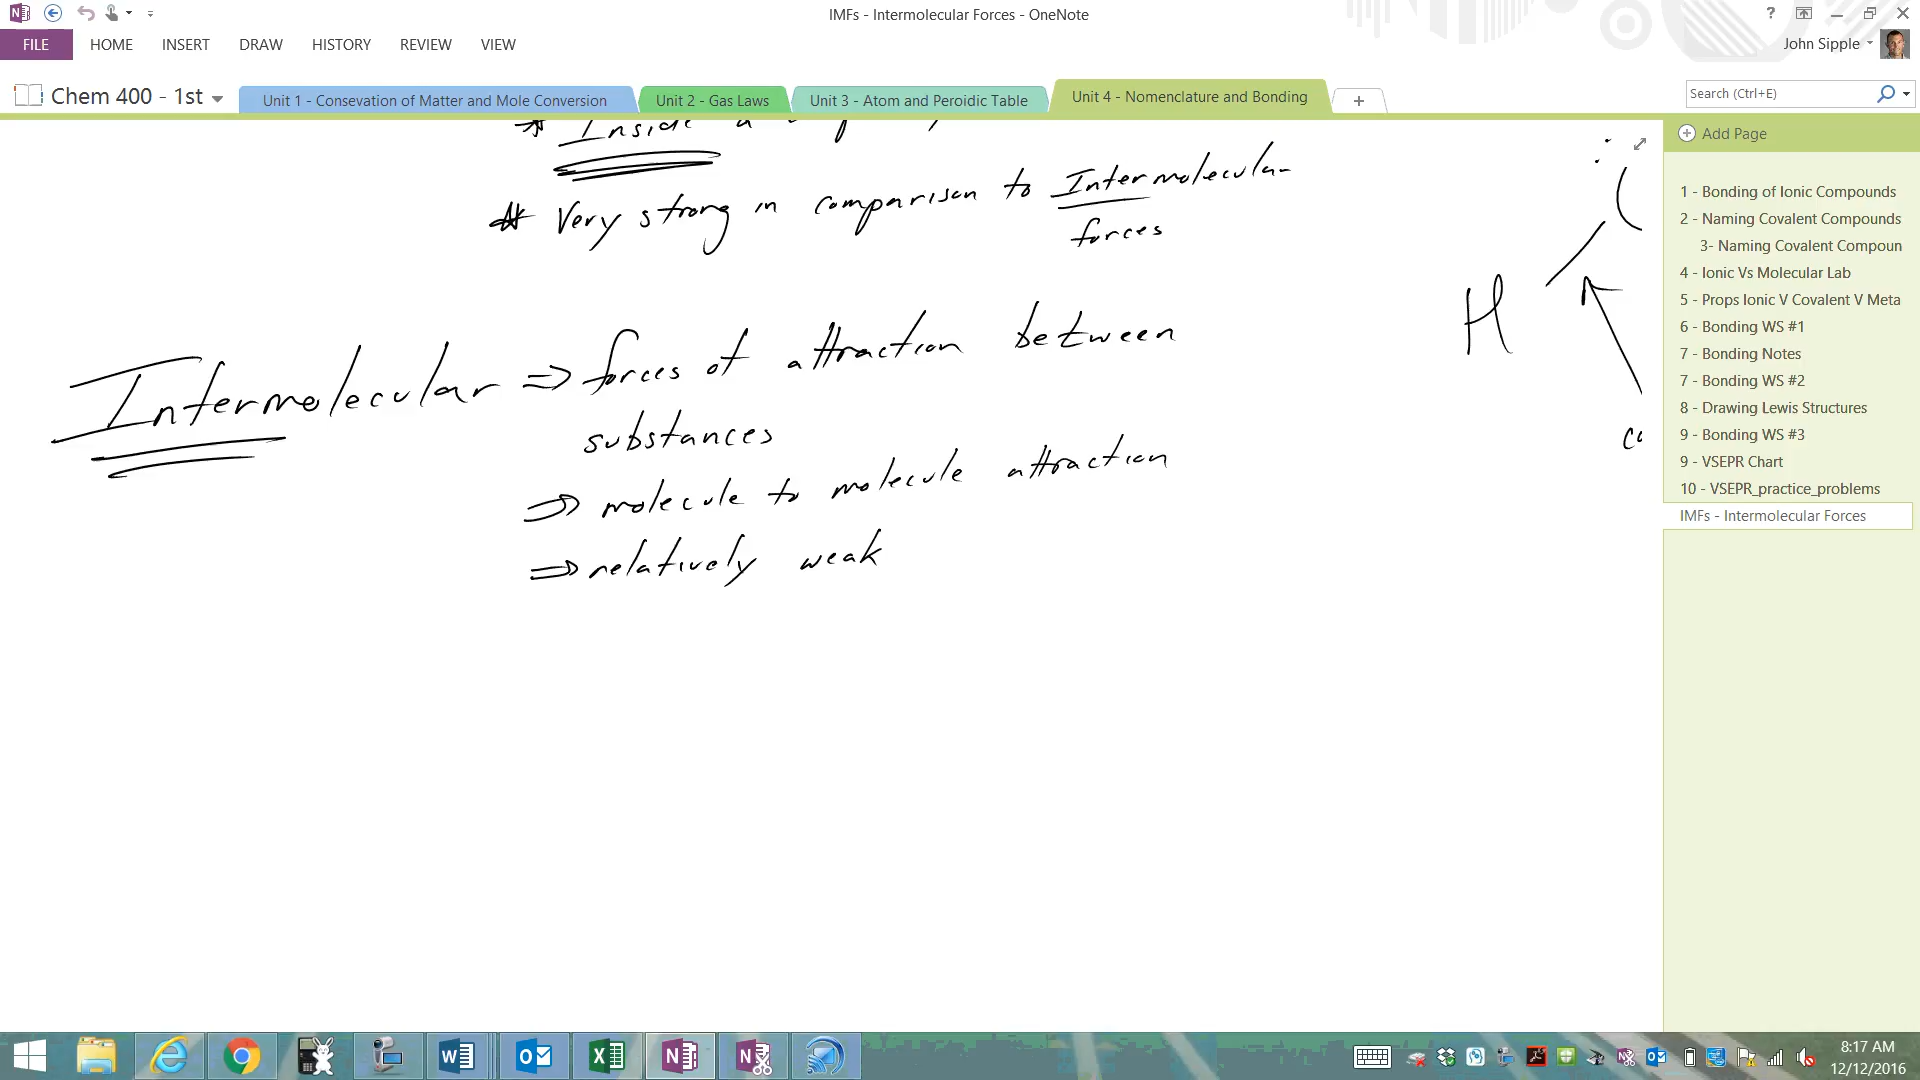 IMFs - Intermolecular Forces - OneNote
FILE HOME INSERT DRAW HISTORY REVIEW VIEW
John Sipple
Chem 400 - 1st
Unit 1 - Consevation of Matter and Mole Conversion
Unit 2 - Gas Laws
Unit 3 - Atom and Peroidic Table
Unit 4 - Nomenclature and Bonding
Search (Ctrl+E)
Inside a
Very strong in comparison to Intermolecular
forces
Intermolecular ⇒ forces of attraction between
substances
⇒ molecule to molecule attraction
⇒ relatively weak
H
Add Page
1 - Bonding of Ionic Compounds
2 - Naming Covalent Compounds
3- Naming Covalent Compoun
4 - Ionic Vs Molecular Lab
5 - Props Ionic V Covalent V Meta
6 - Bonding WS #1
7 - Bonding Notes
7 - Bonding WS #2
8 - Drawing Lewis Structures
9 - Bonding WS #3
9 - VSEPR Chart
10 - VSEPR_practice_problems
IMFs - Intermolecular Forces
8:17 AM
12/12/2016